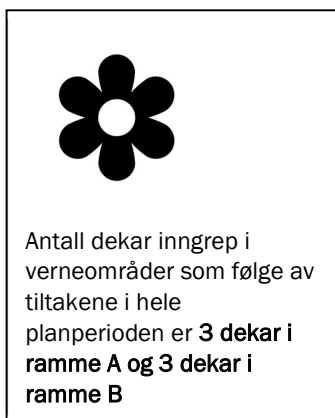 Antall dekar inngrep i
verneområder som følge av
tiltakene i hele
planperioden er 3 dekar i
ramme A og 3 dekar i
ramme B